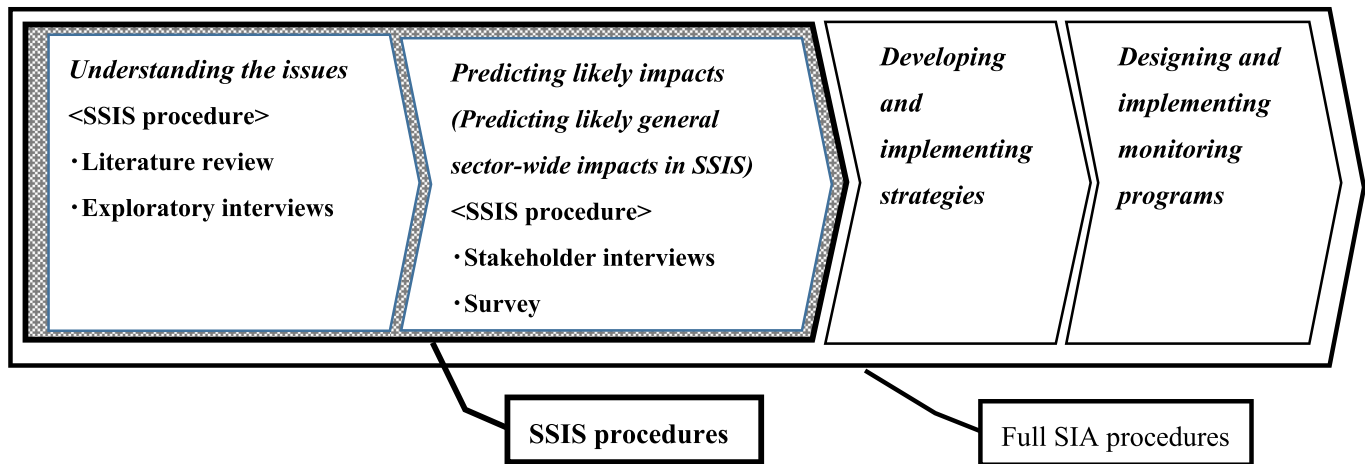 Understanding the issues
<SSIS procedure>
·Literature review
·Exploratory interviews
Predicting likely impacts
(Predicting likely general
sector-wide impacts in SSIS)
<SSIS procedure>
·Stakeholder interviews
·Survey
Developing
and
implementing
strategies
Designing and
implementing
monitoring
programs
SSIS procedures
Full SIA procedures